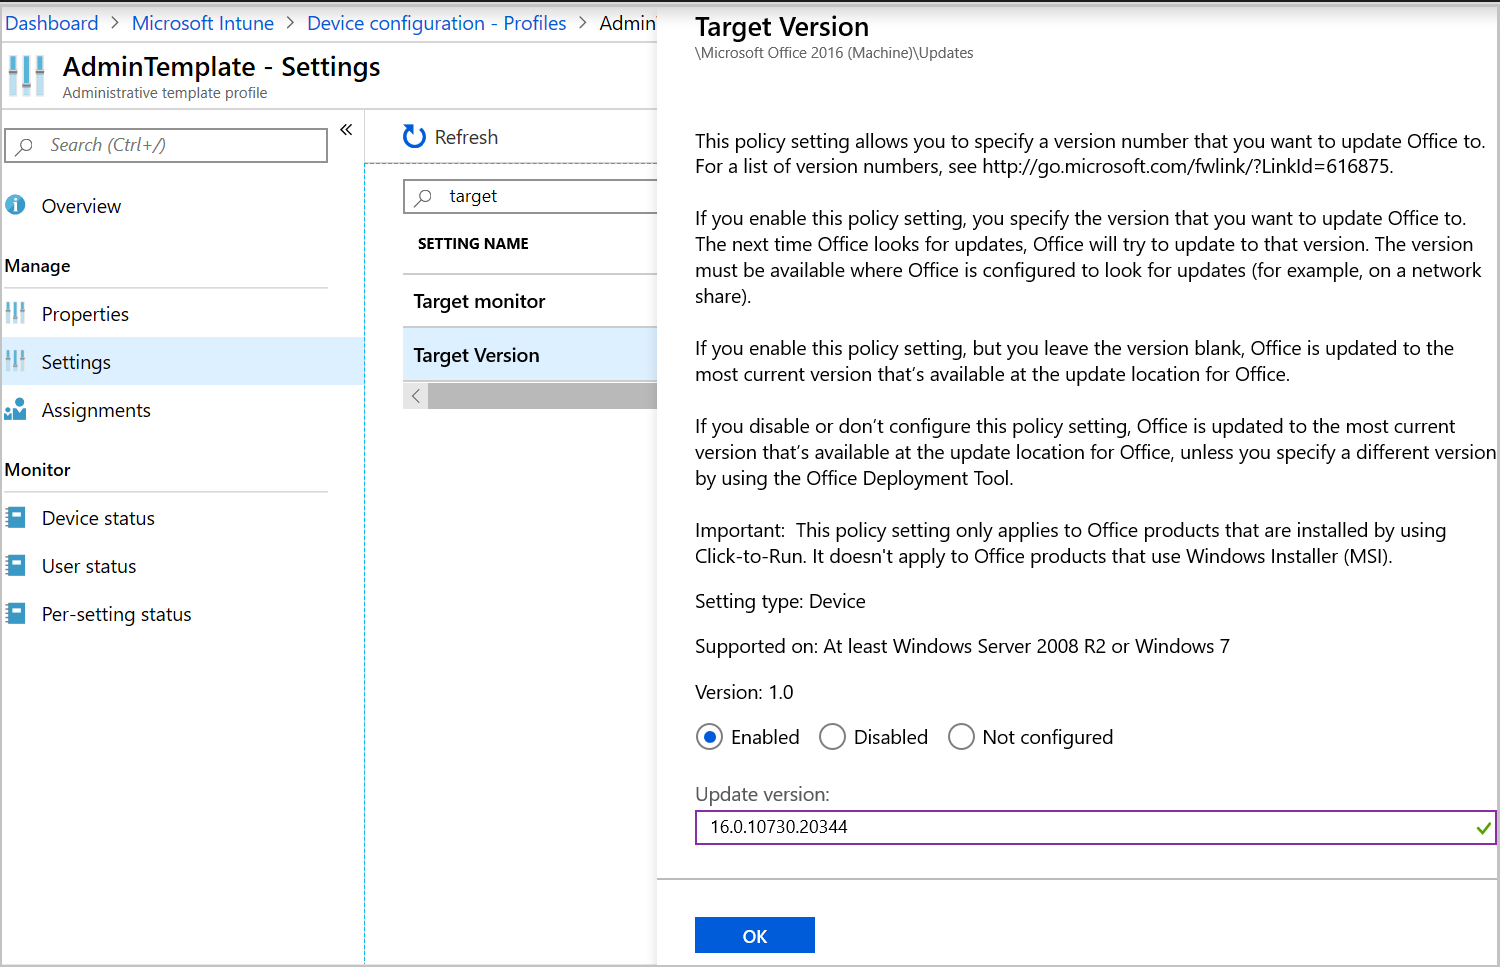 Dashboard > Microsoft Intune > Device configuration - Profiles > Admin
AdminTemplate - Settings
Administrative template profile
Search (Ctrl+/)
«
Overview
Manage
Properties
Settings
Assignments
Monitor
Device status
User status
Per-setting status
Refresh
target
SETTING NAME
Target monitor
Target Version
Target Version
\Microsoft Office 2016 (Machine)\Updates
This policy setting allows you to specify a version number that you want to update Office to.
For a list of version numbers, see http://go.microsoft.com/fwlink/?LinkId=616875.
If you enable this policy setting, you specify the version that you want to update Office to.
The next time Office looks for updates, Office will try to update to that version. The version
must be available where Office is configured to look for updates (for example, on a network
share).
If you enable this policy setting, but you leave the version blank, Office is updated to the
most current version that’s available at the update location for Office.
If you disable or don’t configure this policy setting, Office is updated to the most current
version that’s available at the update location for Office, unless you specify a different version
by using the Office Deployment Tool.
Important:  This policy setting only applies to Office products that are installed by using
Click-to-Run. It doesn't apply to Office products that use Windows Installer (MSI).
Setting type: Device
Supported on: At least Windows Server 2008 R2 or Windows 7
Version: 1.0
Enabled Disabled Not configured
Update version:
16.0.10730.20344
OK